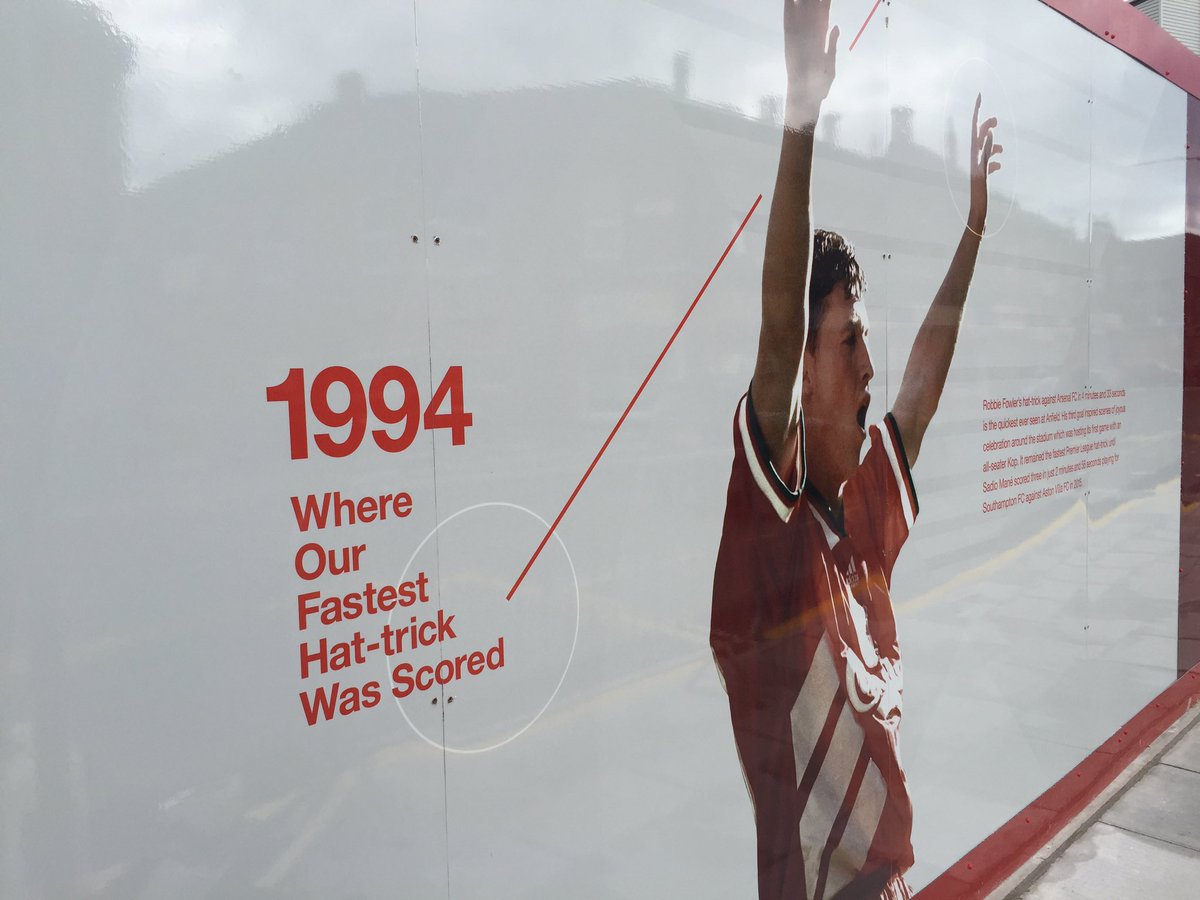 1994
Where
Our
Fastest
Hat-trick
Was Scored
Robbie Fowler's hat-trick against Arsenal FC in 4 minutes and 33 seconds
is the quickest ever seen at Anfield. His third goal inspired scenes of joyous
celebration around the stadium which was hosting its first game with an
all-seater Kop. It remained the fastest Premier League hat-trick until
Sadio Mané scored three in just 2 minutes and 56 seconds playing for
Southampton FC against Aston Villa FC in 2015.